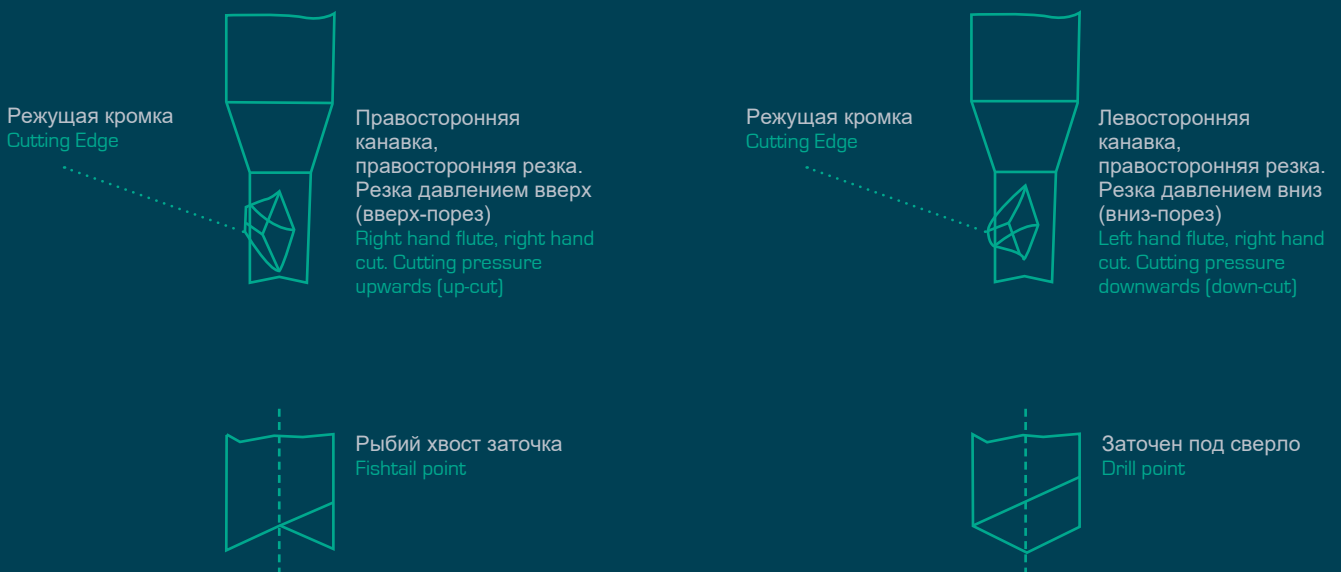 Режущая кромка
Cutting Edge
Правосторонняя
канавка,
правосторонняя резка.
Резка давлением вверх
(вверх-порез)
Right hand flute, right hand
cut. Cutting pressure
upwards (up-cut)
Режущая кромка
Cutting Edge
Левосторонняя
канавка,
правосторонняя резка.
Резка давлением вниз
(вниз-порез)
Left hand flute, right hand
cut. Cutting pressure
downwards (down-cut)
Рыбий хвост заточка
Fishtail point
Заточен под сверло
Drill point